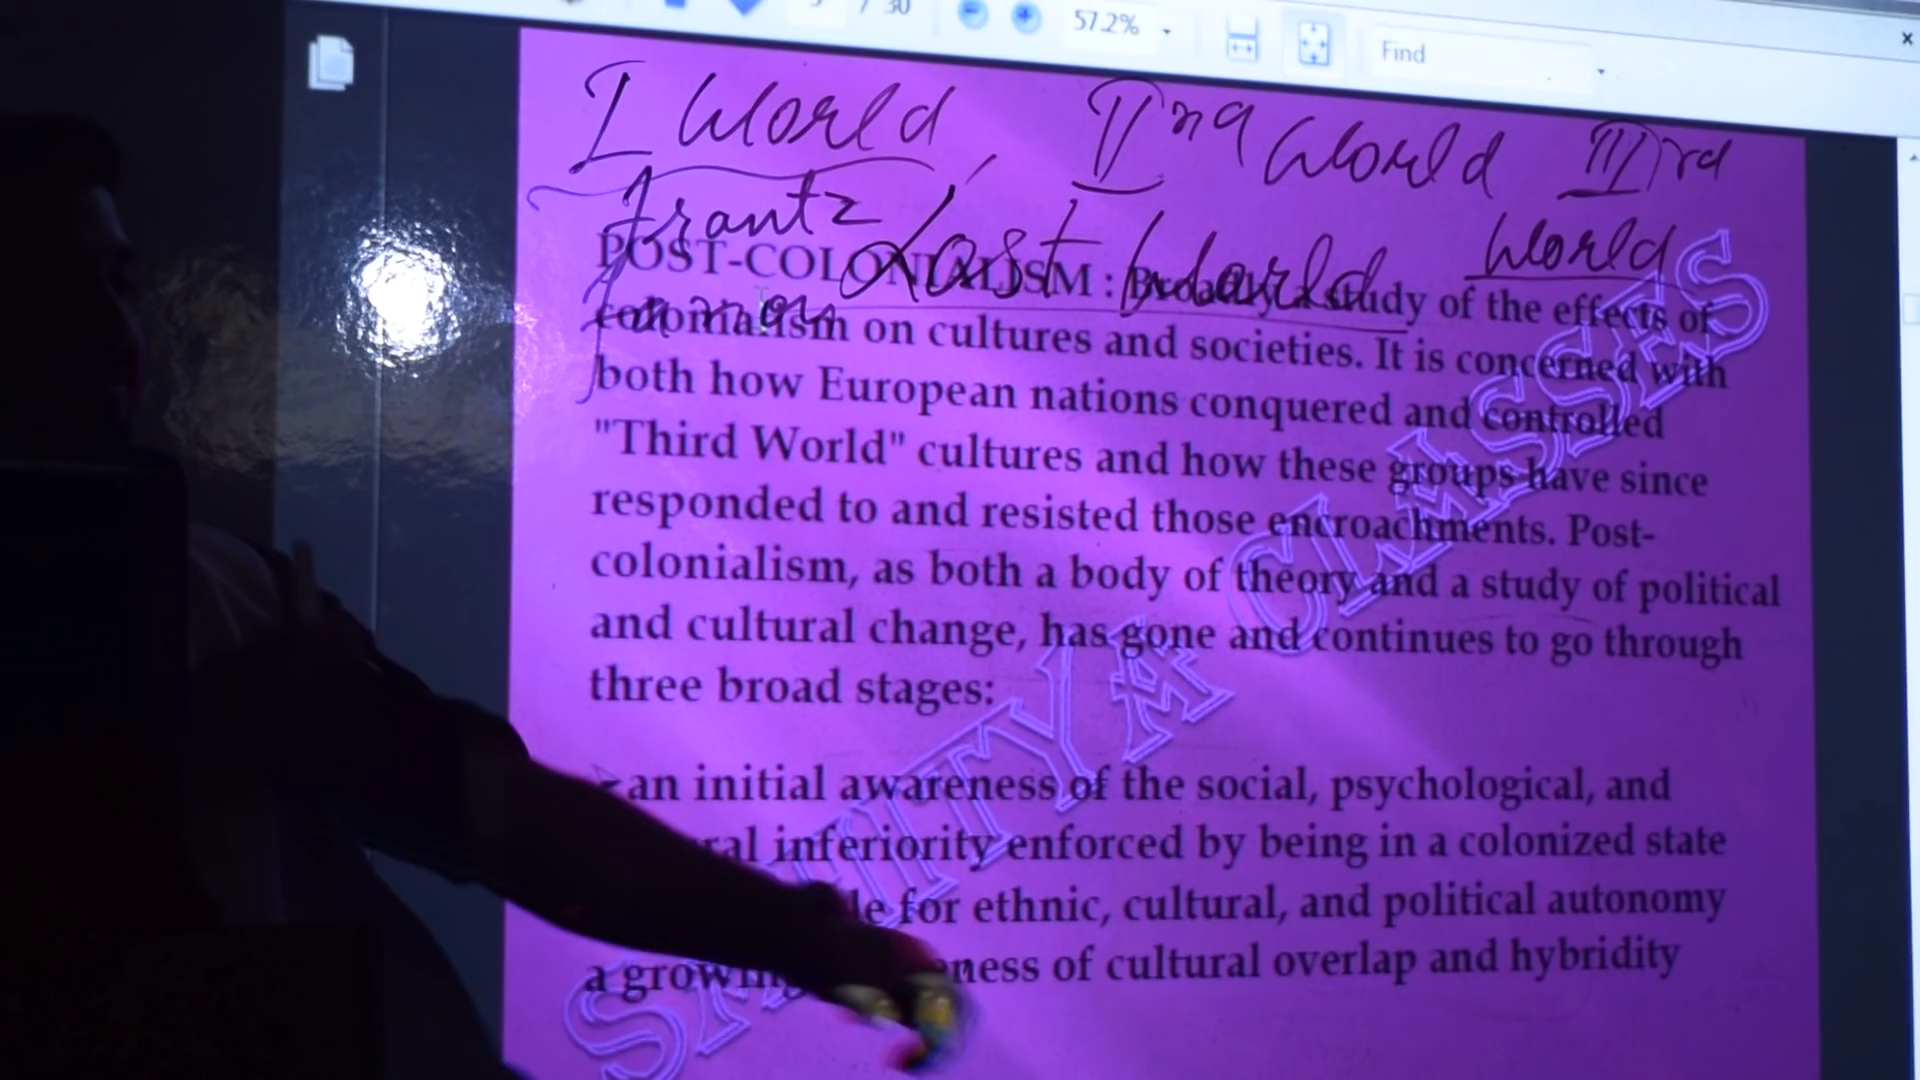 / 30 57.2% Find
I World, IInd World IIIrd
Frantz Last World World
Fanon
POST-COLONIALISM : Broadly a study of the effects of
colonialism on cultures and societies. It is concerned with
both how European nations conquered and controlled
"Third World" cultures and how these groups have since
responded to and resisted those encroachments. Post-
colonialism, as both a body of theory and a study of political
and cultural change, has gone and continues to go through
three broad stages:
an initial awareness of the social, psychological, and
inferiority enforced by being in a colonized state
for ethnic, cultural, and political autonomy
a growing of cultural overlap and hybridity
SAHITYA CLASSES